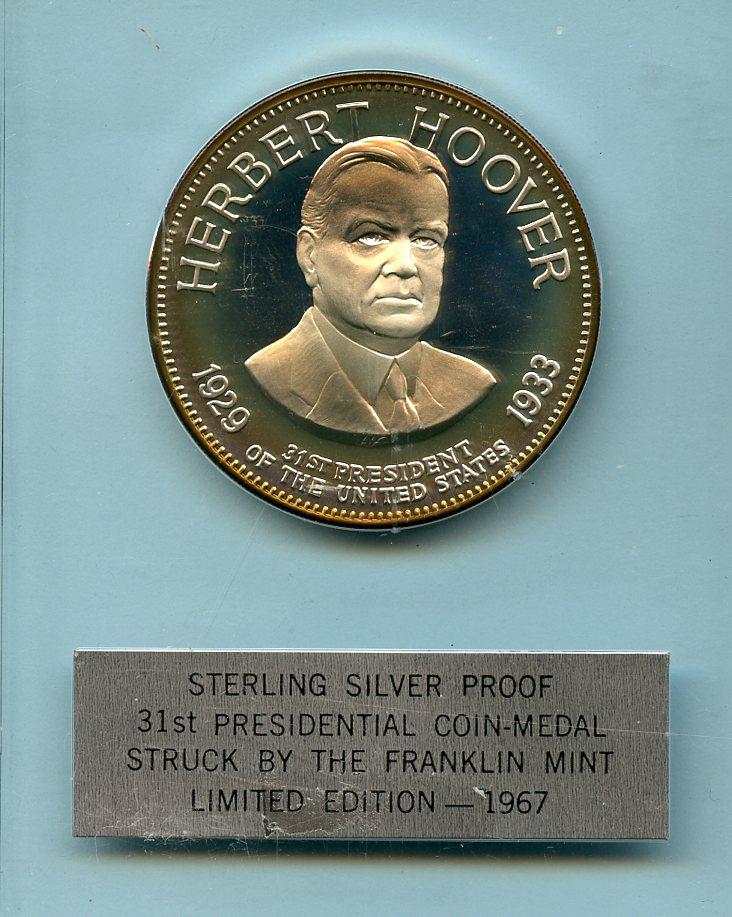 HERBERT HOOVER
1929
1933
31ST PRESIDENT
OF THE UNITED STATES
STERLING SILVER PROOF
31st PRESIDENTIAL COIN-MEDAL
STRUCK BY THE FRANKLIN MINT
LIMITED EDITION — 1967